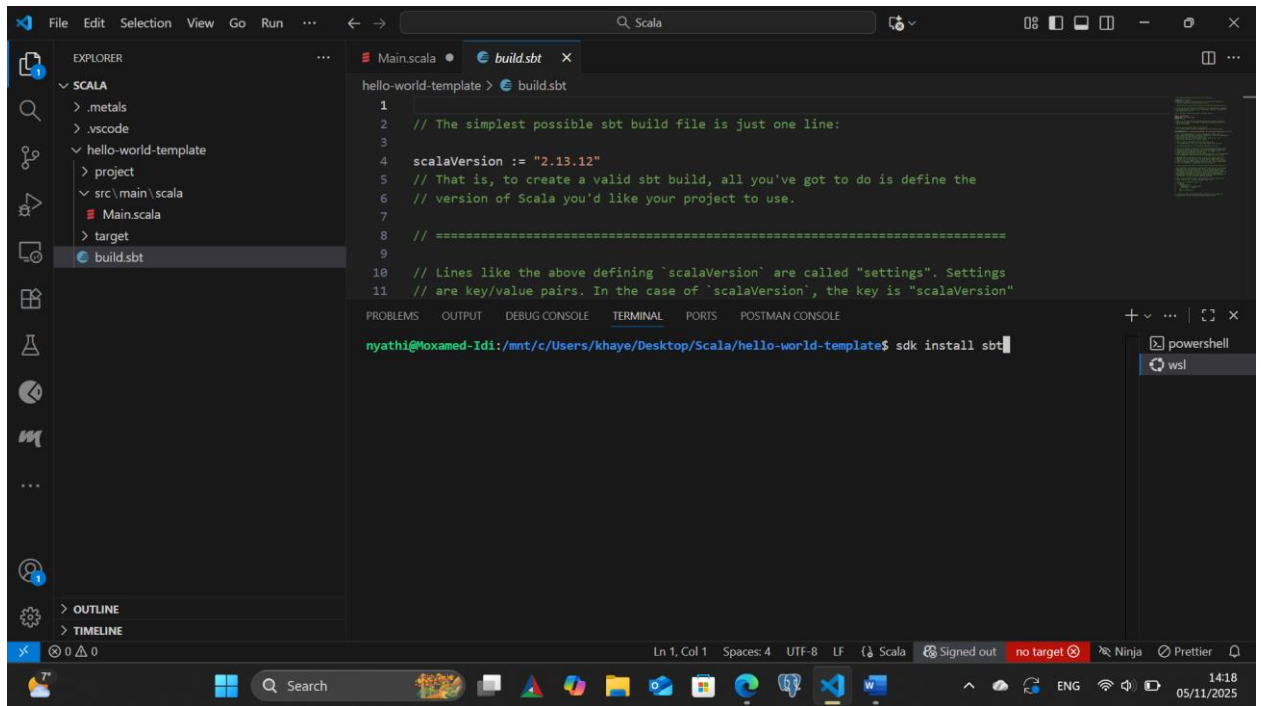 File Edit Selection View Go Run ··· Scala
EXPLORER ···
SCALA
.metals
.vscode
hello-world-template
project
src\main\scala
Main.scala
target
build.sbt
OUTLINE
TIMELINE
Main.scala build.sbt
hello-world-template > build.sbt
1
2 // The simplest possible sbt build file is just one line:
3
4 scalaVersion := "2.13.12"
5 // That is, to create a valid sbt build, all you've got to do is define the
6 // version of Scala you'd like your project to use.
7
8 // ============================================================================
9
10 // Lines like the above defining `scalaVersion` are called "settings". Settings
11 // are key/value pairs. In the case of `scalaVersion`, the key is "scalaVersion"
PROBLEMS OUTPUT DEBUG CONSOLE TERMINAL PORTS POSTMAN CONSOLE
nyathi@Moxamed-Idi:/mnt/c/Users/khaye/Desktop/Scala/hello-world-template$ sdk install sbt
powershell
wsl
0 0 Ln 1, Col 1 Spaces: 4 UTF-8 LF Scala Signed out no target Ninja Prettier
7° Search ENG 14:18
05/11/2025